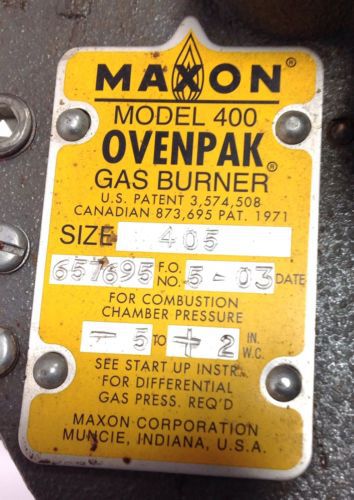 MAXON®
MODEL 400
OVENPAK®
GAS BURNER
U.S. PATENT 3,574,508
CANADIAN 873,695 PAT. 1971
SIZE 405
657695 F.O. NO. 5-03 DATE
FOR COMBUSTION
CHAMBER PRESSURE
-5 TO +2 IN. W.C.
SEE START UP INSTR.
FOR DIFFERENTIAL
GAS PRESS. REQ'D
MAXON CORPORATION
MUNCIE, INDIANA, U.S.A.